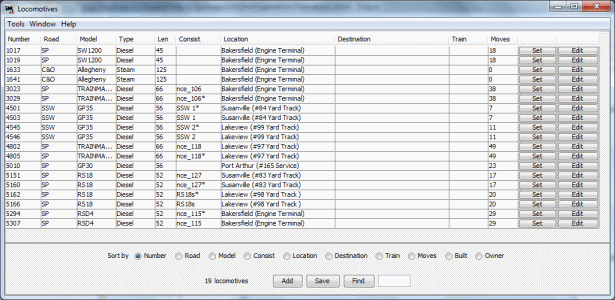 Locomotives
Tools Window Help
Number Road Model Type Len Consist Location Destination Train Moves
1017 SP SW1200 Diesel 45 Bakersfield (Engine Terminal) 18 Set Edit
1019 SP SW1200 Diesel 45 Bakersfield (Engine Terminal) 18 Set Edit
1633 C&O Allegheny Steam 125 Bakersfield (Engine Terminal) 0 Set Edit
1641 C&O Allegheny Steam 125 Bakersfield (Engine Terminal) 0 Set Edit
3023 SP TRAINMA... Diesel 66 nce_106 Bakersfield (Engine Terminal) 38 Set Edit
3029 SP TRAINMA... Diesel 66 nce_106* Bakersfield (Engine Terminal) 38 Set Edit
4501 SSW GP35 Diesel 56 SSW 1* Susanville (#84 Yard Track) 7 Set Edit
4503 SSW GP35 Diesel 56 SSW 1 Susanville (#84 Yard Track) 7 Set Edit
4545 SSW GP35 Diesel 56 SSW 2* Lakeview (#99 Yard Track) 11 Set Edit
4546 SSW GP35 Diesel 56 SSW 2 Lakeview (#99 Yard Track) 11 Set Edit
4802 SP TRAINMA... Diesel 66 nce_118 Lakeview (#97 Yard Track) 49 Set Edit
4805 SP TRAINMA... Diesel 66 nce_118* Lakeview (#97 Yard Track) 49 Set Edit
5010 SP GP30 Diesel 56 Port Arthur (#165 Service) 23 Set Edit
5151 SP RS18 Diesel 52 nce_127 Susanville (#83 Yard Track) 17 Set Edit
5160 SP RS18 Diesel 52 nce_127* Susanville (#83 Yard Track) 17 Set Edit
5162 SP RS18 Diesel 52 RS18s* Lakeview (#98 Yard Track ) 20 Set Edit
5166 SP RS18 Diesel 52 RS18s Lakeview (#98 Yard Track ) 20 Set Edit
5294 SP RSD4 Diesel 52 nce_115* Bakersfield (Engine Terminal) 29 Set Edit
5307 SP RSD4 Diesel 52 nce_115 Bakersfield (Engine Terminal) 29 Set Edit
Sort by Number Road Model Consist Location Destination Train Moves Built Owner
19 locomotives Add Save Find